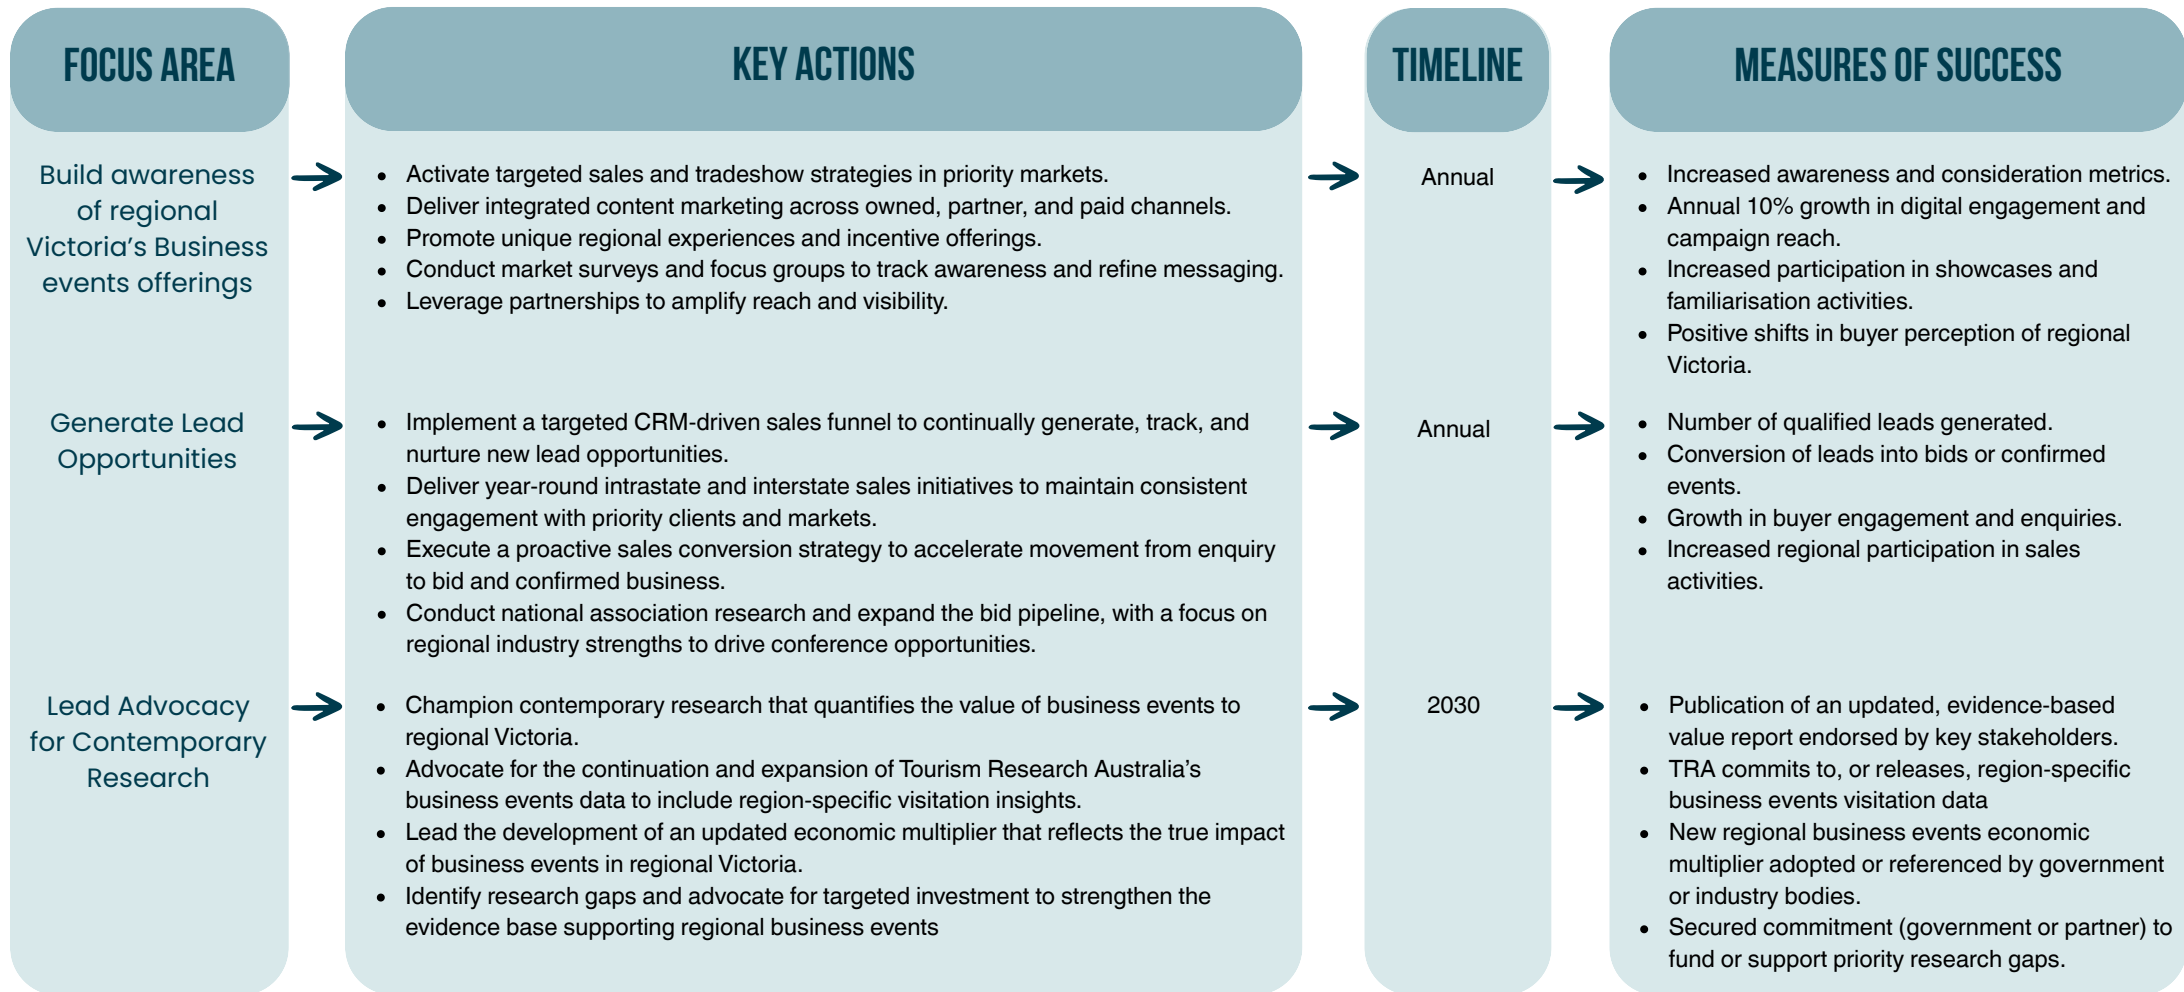 FOCUS AREA
KEY ACTIONS
TIMELINE
MEASURES OF SUCCESS
Build awareness
of regional
Victoria's Business
events offerings
• Activate targeted sales and tradeshow strategies in priority markets.
• Deliver integrated content marketing across owned, partner, and paid channels.
• Promote unique regional experiences and incentive offerings.
• Conduct market surveys and focus groups to track awareness and refine messaging.
• Leverage partnerships to amplify reach and visibility.
Annual
• Increased awareness and consideration metrics.
• Annual 10% growth in digital engagement and
campaign reach.
• Increased participation in showcases and
familiarisation activities.
• Positive shifts in buyer perception of regional
Victoria.
Generate Lead
Opportunities
• Implement a targeted CRM-driven sales funnel to continually generate, track, and
nurture new lead opportunities.
• Deliver year-round intrastate and interstate sales initiatives to maintain consistent
engagement with priority clients and markets.
• Execute a proactive sales conversion strategy to accelerate movement from enquiry
to bid and confirmed business.
• Conduct national association research and expand the bid pipeline, with a focus on
regional industry strengths to drive conference opportunities.
Annual
• Number of qualified leads generated.
• Conversion of leads into bids or confirmed
events.
• Growth in buyer engagement and enquiries.
• Increased regional participation in sales
activities.
Lead Advocacy
for Contemporary
Research
• Champion contemporary research that quantifies the value of business events to
regional Victoria.
• Advocate for the continuation and expansion of Tourism Research Australia's
business events data to include region-specific visitation insights.
• Lead the development of an updated economic multiplier that reflects the true impact
of business events in regional Victoria.
• Identify research gaps and advocate for targeted investment to strengthen the
evidence base supporting regional business events
2030
• Publication of an updated, evidence-based
value report endorsed by key stakeholders.
• TRA commits to, or releases, region-specific
business events visitation data
• New regional business events economic
multiplier adopted or referenced by government
or industry bodies.
• Secured commitment (government or partner) to
fund or support priority research gaps.